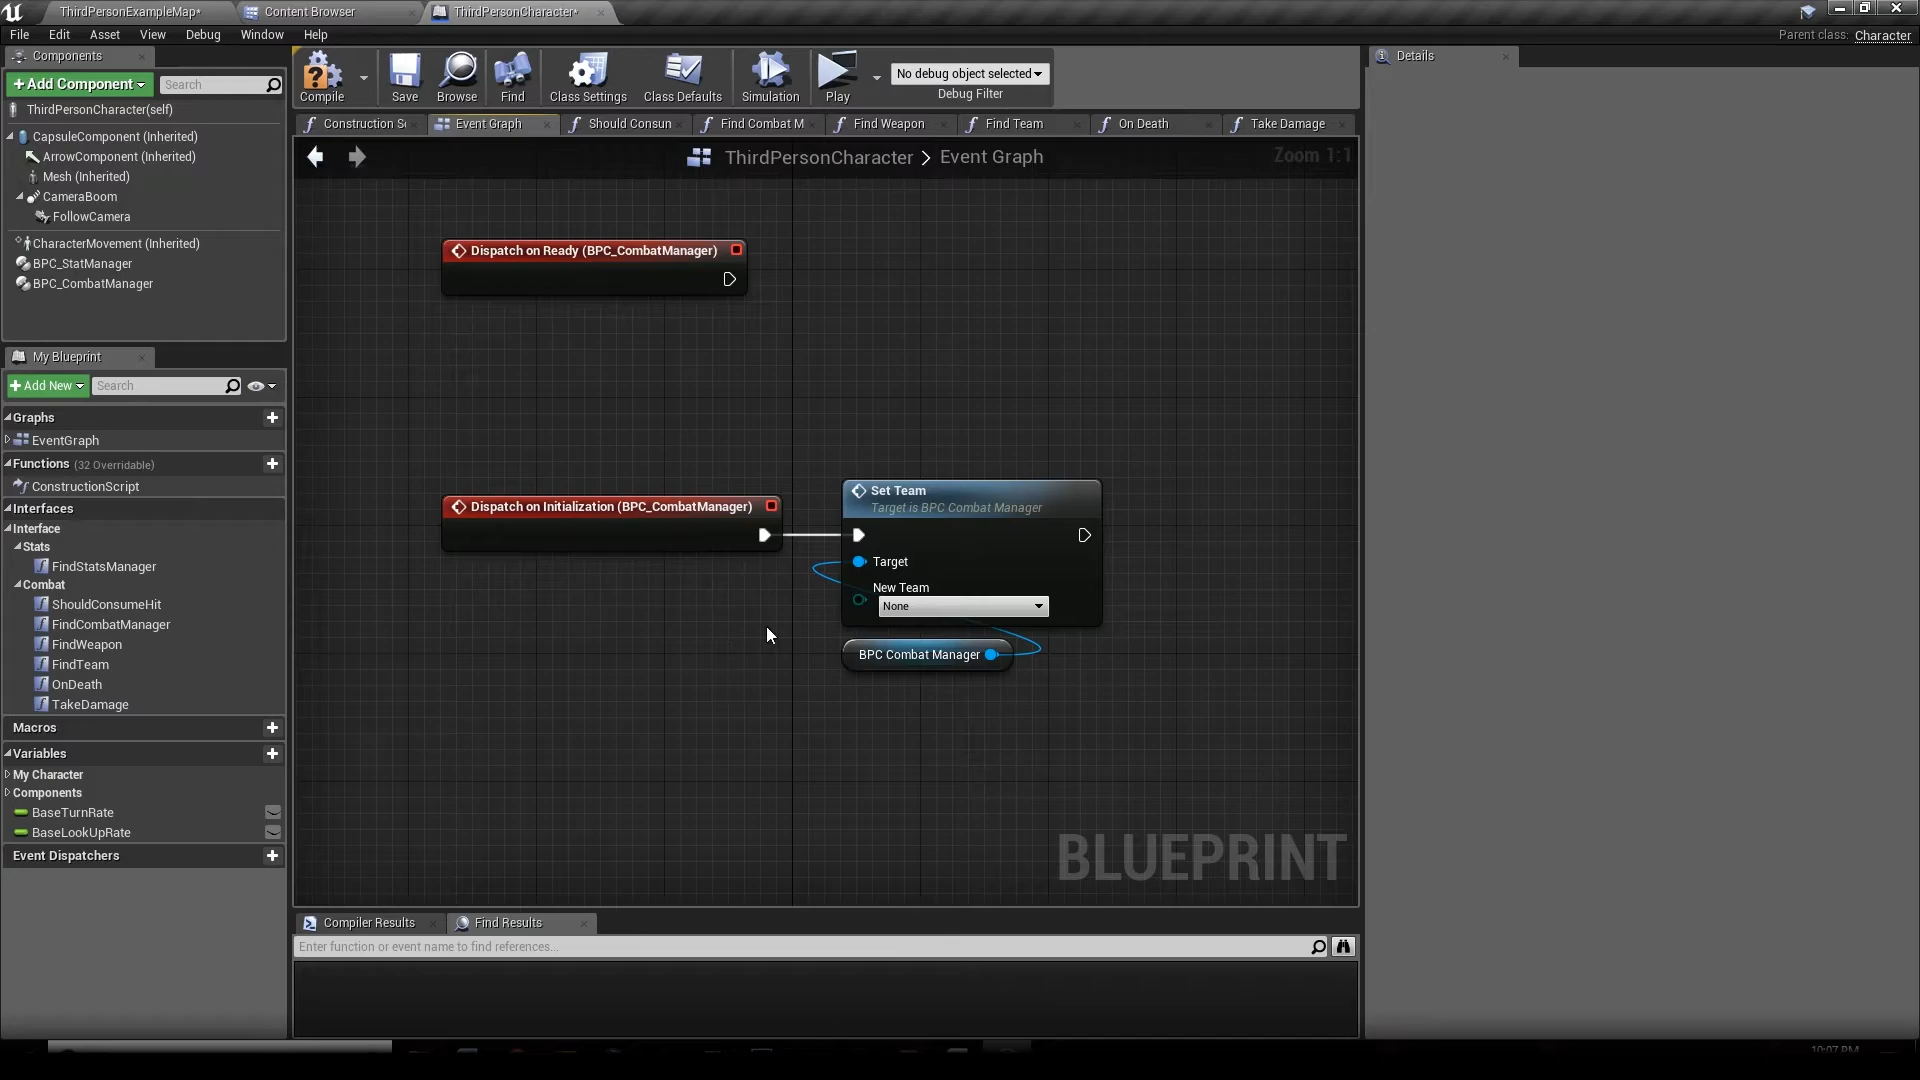 ThirdPersonExampleMap*
Content Browser
ThirdPersonCharacter*
File Edit Asset View Debug Window Help
Parent class: Character
Components
+Add Component
Search
ThirdPersonCharacter(self)
CapsuleComponent (Inherited)
ArrowComponent (Inherited)
Mesh (Inherited)
CameraBoom
FollowCamera
CharacterMovement (Inherited)
BPC_StatManager
BPC_CombatManager
My Blueprint
+Add New
Search
Graphs
EventGraph
Functions (32 Overridable)
ConstructionScript
Interfaces
Interface
Stats
FindStatsManager
Combat
ShouldConsumeHit
FindCombatManager
FindWeapon
FindTeam
OnDeath
TakeDamage
Macros
Variables
My Character
Components
BaseTurnRate
BaseLookUpRate
Event Dispatchers
Compile
Save
Browse
Find
Class Settings
Class Defaults
Simulation
Play
No debug object selected
Debug Filter
Construction Sc
Event Graph
Should Consun
Find Combat M
Find Weapon
Find Team
On Death
Take Damage
ThirdPersonCharacter > Event Graph
Zoom 1:1
Dispatch on Ready (BPC_CombatManager)
Dispatch on Initialization (BPC_CombatManager)
Set Team
Target is BPC Combat Manager
Target
New Team
None
BPC Combat Manager
BLUEPRINT
Compiler Results
Find Results
Enter function or event name to find references...
Details
10:07 PM